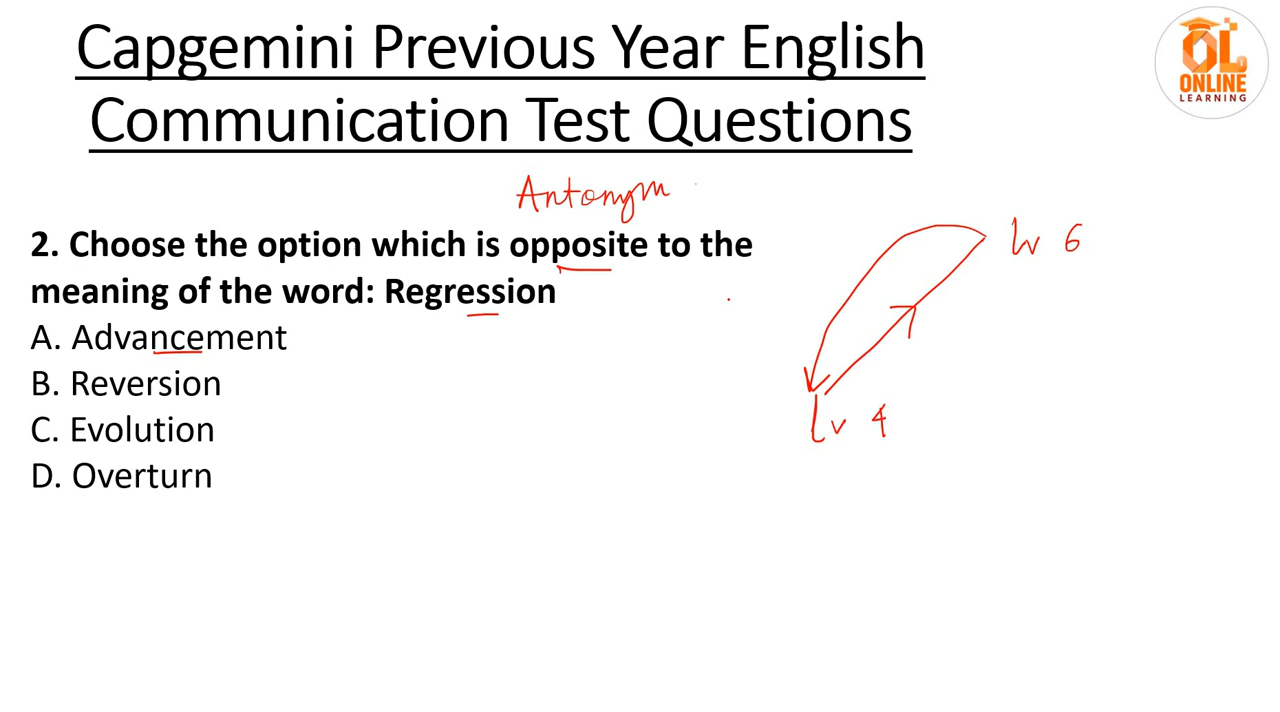 Capgemini Previous Year English
Communication Test Questions
OL
ONLINE
LEARNING
Antonym
2. Choose the option which is opposite to the
meaning of the word: Regression
A. Advancement
B. Reversion
C. Evolution
D. Overturn
lv 6
lv 4